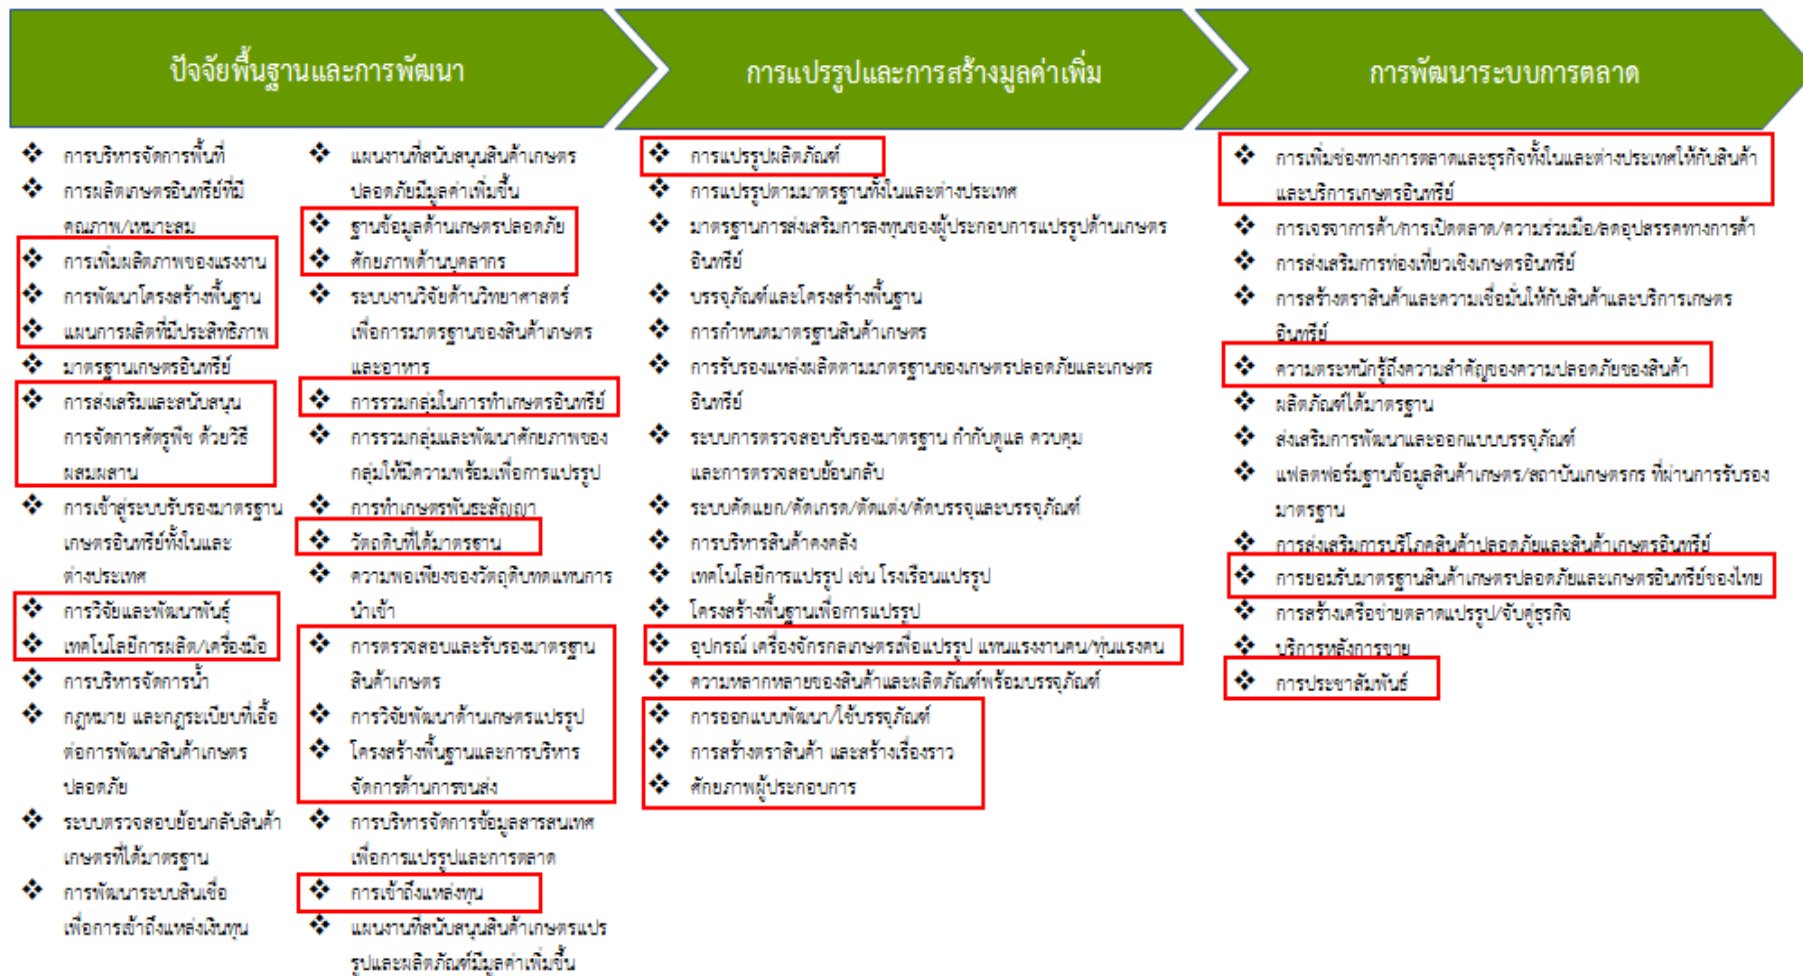 ปัจจัยพื้นฐานและการพัฒนา
การแปรรูปและการสร้างมูลค่าเพิ่ม
การพัฒนาระบบการตลาด
การบริหารจัดการพื้นที่
การผลิตเกษตรอินทรีย์ที่มี
คุณภาพ/เหมาะสม
การเพิ่มผลิตภาพของแรงงาน
การพัฒนาโครงสร้างพื้นฐาน
แผนการผลิตที่มีประสิทธิภาพ
มาตรฐานเกษตรอินทรีย์
การส่งเสริมและสนับสนุน
การจัดการศัตรูพืช ด้วยวิธี
ผสมผสาน
การเข้าสู่ระบบรับรองมาตรฐาน
เกษตรอินทรีย์ทั้งในและ
ต่างประเทศ
การวิจัยและพัฒนาพันธุ์
เทคโนโลยีการผลิต/เครื่องมือ
การบริหารจัดการน้ำ
กฎหมาย และกฎระเบียบที่เอื้อ
ต่อการพัฒนาสินค้าเกษตร
ปลอดภัย
ระบบตรวจสอบย้อนกลับสินค้า
เกษตรที่ได้มาตรฐาน
การพัฒนาระบบสินเชื่อ
เพื่อการเข้าถึงแหล่งเงินทุน
แผนงานที่สนับสนุนสินค้าเกษตร
ปลอดภัยมีมูลค่าเพิ่มขึ้น
ฐานข้อมูลด้านเกษตรปลอดภัย
ศักยภาพด้านบุคลากร
ระบบงานวิจัยด้านวิทยาศาสตร์
เพื่อการมาตรฐานของสินค้าเกษตร
และอาหาร
การรวมกลุ่มในการทำเกษตรอินทรีย์
การรวมกลุ่มและพัฒนาศักยภาพของ
กลุ่มให้มีความพร้อมเพื่อการแปรรูป
การทำเกษตรพันธะสัญญา
วัตถดิบที่ได้มาตรฐาน
ความพอเพียงของวัตถุดิบทดแทนการ
นำเข้า
การตรวจสอบและรับรองมาตรฐาน
สินค้าเกษตร
การวิจัยพัฒนาด้านเกษตรแปรรูป
โครงสร้างพื้นฐานและการบริหาร
จัดการด้านการขนส่ง
การบริหารจัดการข้อมูลสารสนเทศ
เพื่อการแปรรูปและการตลาด
การเข้าถึงแหล่งทุน
แผนงานที่สนับสนุนสินค้าเกษตรแปร
รูปและผลิตภัณฑ์มีมูลค่าเพิ่มขึ้น
การแปรรูปผลิตภัณฑ์
การแปรรูปตามมาตรฐานทั้งในและต่างประเทศ
มาตรฐานการส่งเสริมการลงทุนของผู้ประกอบการแปรรูปด้านเกษตร
อินทรีย์
บรรจุภัณฑ์และโครงสร้างพื้นฐาน
การกำหนดมาตรฐานสินค้าเกษตร
การรับรองแหล่งผลิตตามมาตรฐานของเกษตรปลอดภัยและเกษตร
อินทรีย์
ระบบการตรวจสอบรับรองมาตรฐาน กำกับดูแล ควบคุม
และการตรวจสอบย้อนกลับ
ระบบคัดแยก/คัดเกรด/ตัดแต่ง/คัดบรรจุและบรรจุภัณฑ์
การบริหารสินค้าคงคลัง
เทคโนโลยีการแปรรูป เช่น โรงเรือนแปรรูป
โครงสร้างพื้นฐานเพื่อการแปรรูป
อุปกรณ์ เครื่องจักรกลเกษตรเพื่อแปรรูป แทนแรงงานคน/ทุ่นแรงคน
ความหลากหลายของสินค้าและผลิตภัณฑ์พร้อมบรรจุภัณฑ์
การออกแบบพัฒนา/ใช้บรรจุภัณฑ์
การสร้างตราสินค้า และสร้างเรื่องราว
ศักยภาพผู้ประกอบการ
การเพิ่มช่องทางการตลาดและธุรกิจทั้งในและต่างประเทศให้กับสินค้า
และบริการเกษตรอินทรีย์
การเจรจาการค้า/การเปิดตลาด/ความร่วมมือ/ลดอุปสรรคทางการค้า
การส่งเสริมการท่องเที่ยวเชิงเกษตรอินทรีย์
การสร้างตราสินค้าและความเชื่อมั่นให้กับสินค้าและบริการเกษตร
อินทรีย์
ความตระหนักรู้ถึงความสำคัญของความปลอดภัยของสินค้า
ผลิตภัณฑ์ได้มาตรฐาน
ส่งเสริมการพัฒนาและออกแบบบรรจุภัณฑ์
แฟลตฟอร์มฐานข้อมูลสินค้าเกษตร/สถาบันเกษตรกร ที่ผ่านการรับรอง
มาตรฐาน
การส่งเสริมการบริโภคสินค้าปลอดภัยและสินค้าเกษตรอินทรีย์
การยอมรับมาตรฐานสินค้าเกษตรปลอดภัยและเกษตรอินทรีย์ของไทย
การสร้างเครือข่ายตลาดแปรรูป/จับคู่ธุรกิจ
บริการหลังการขาย
การประชาสัมพันธ์